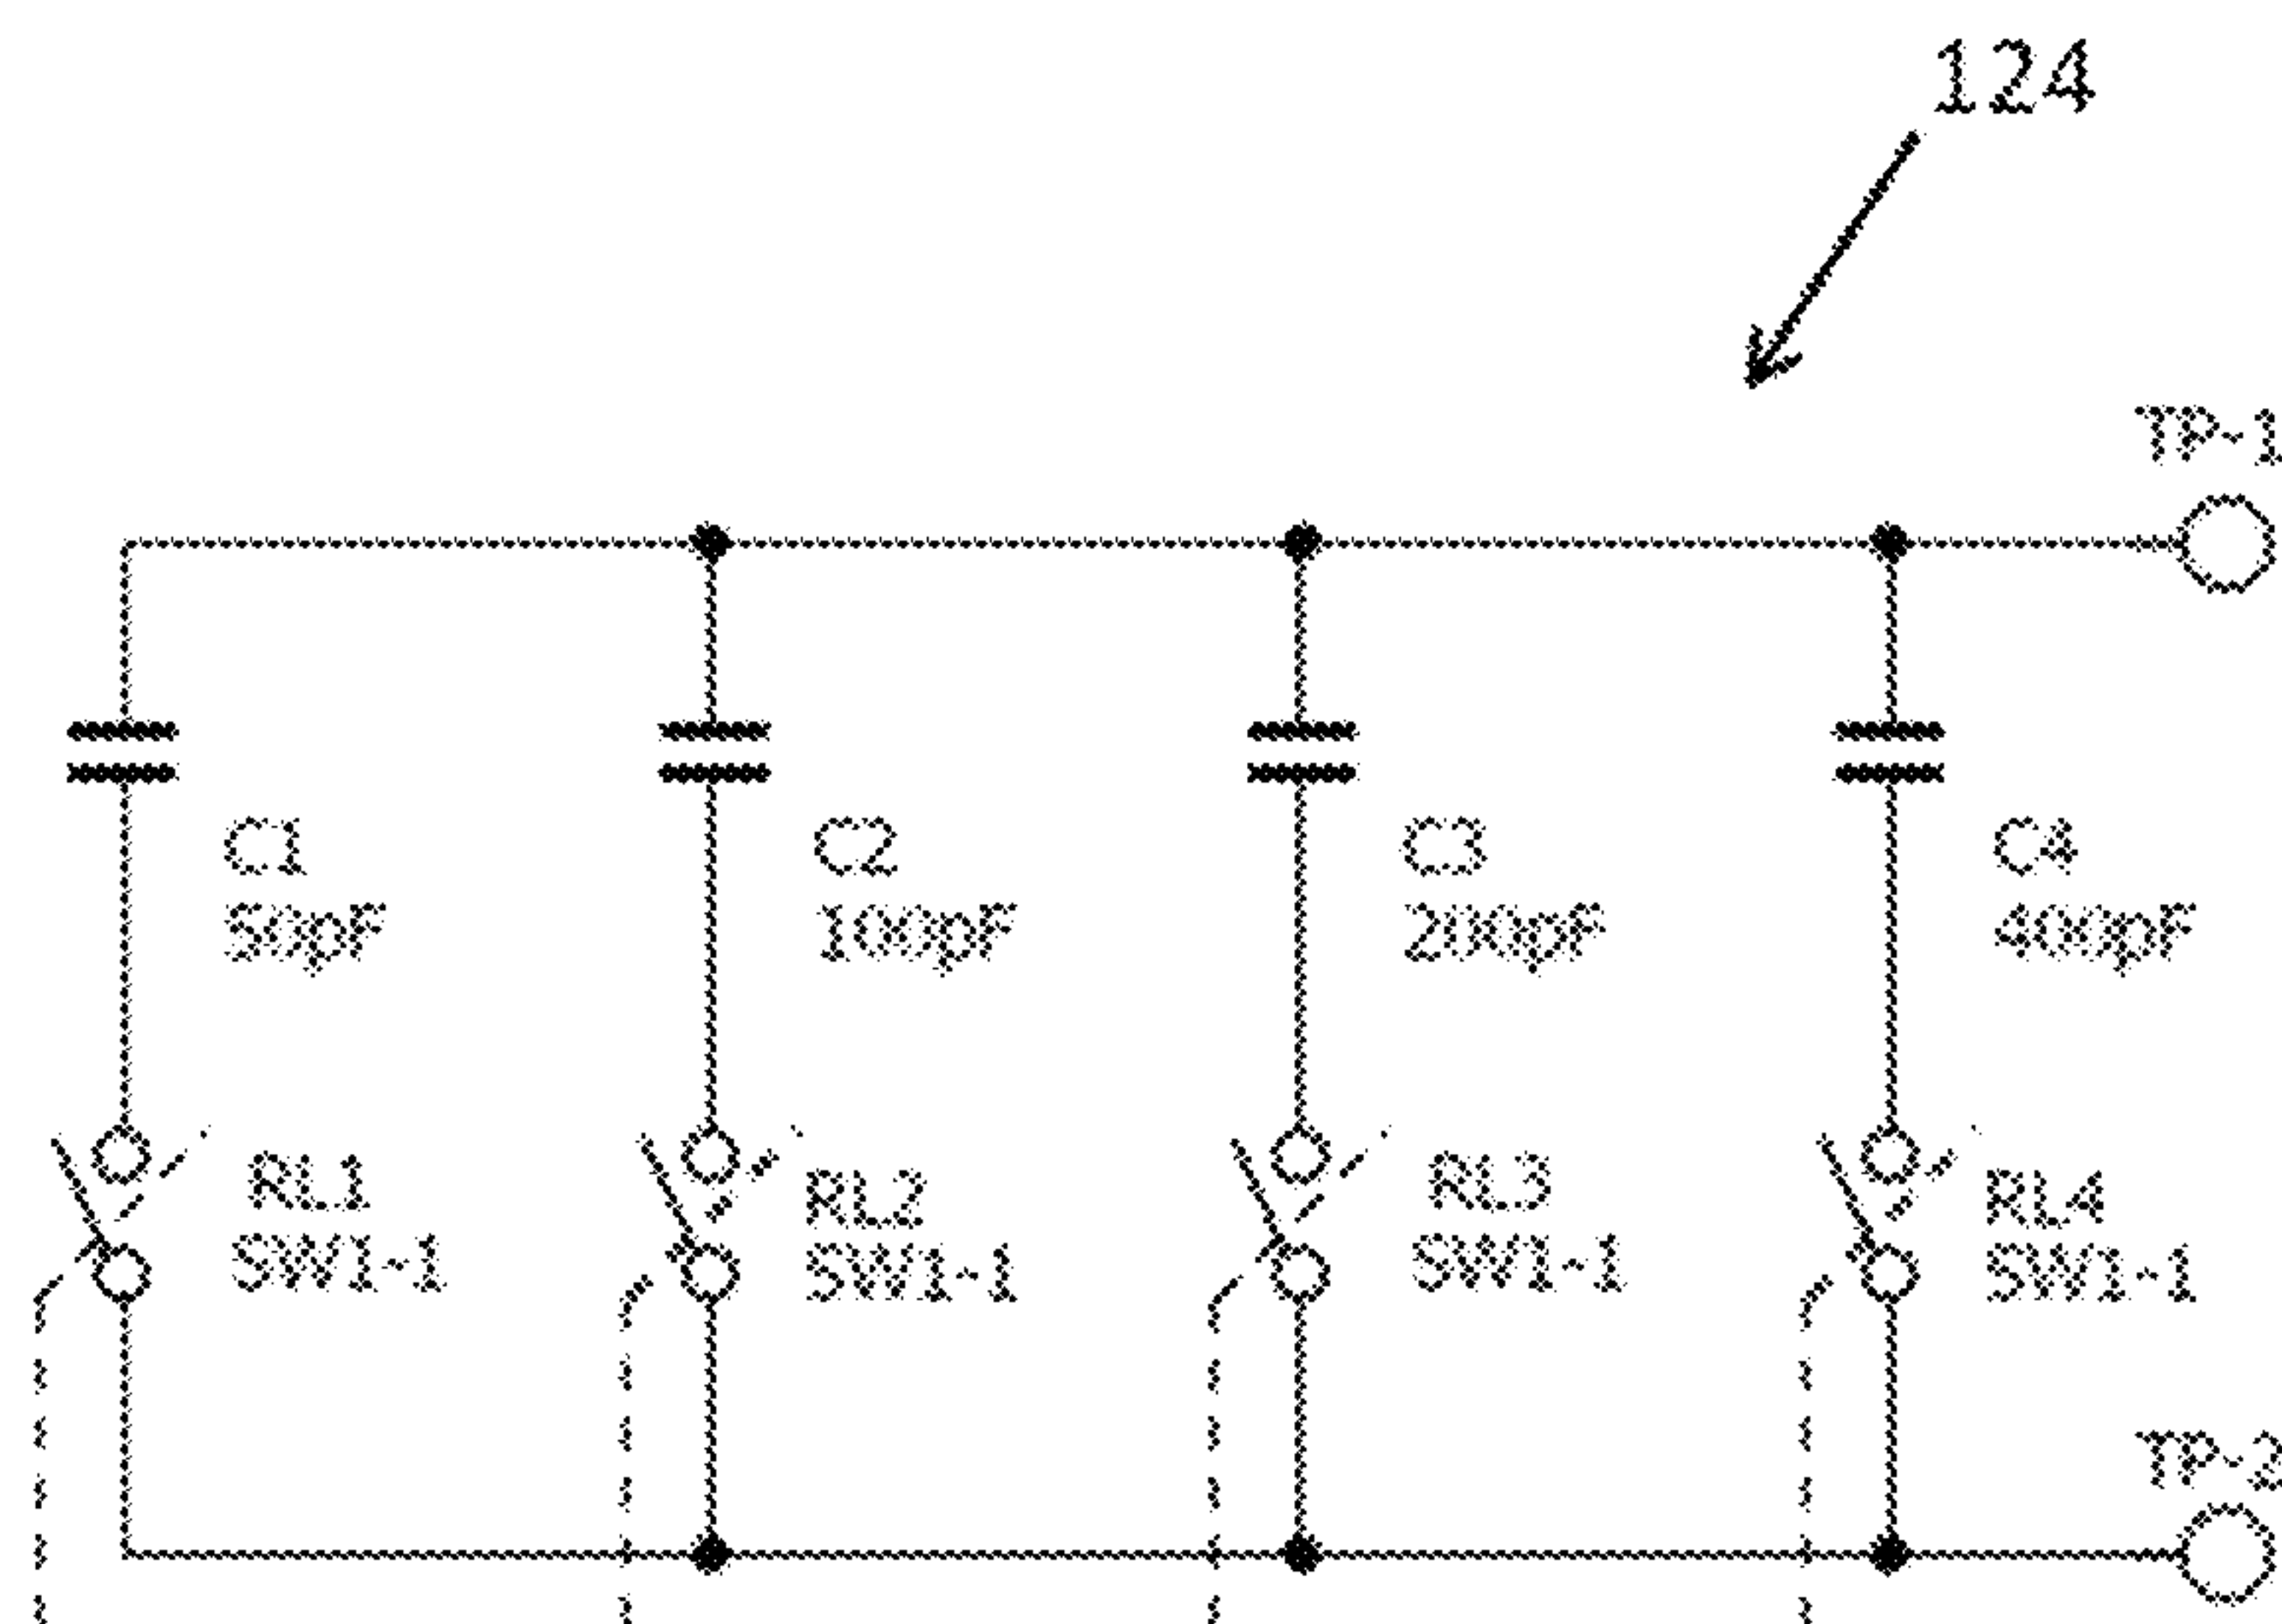 124
TP-1
C1
50pF
C2
100pF
C3
200pF
C4
400pF
RL1
SW1-1
RL2
SW1-1
RL3
SW1-1
RL4
SW1-1
TP-2